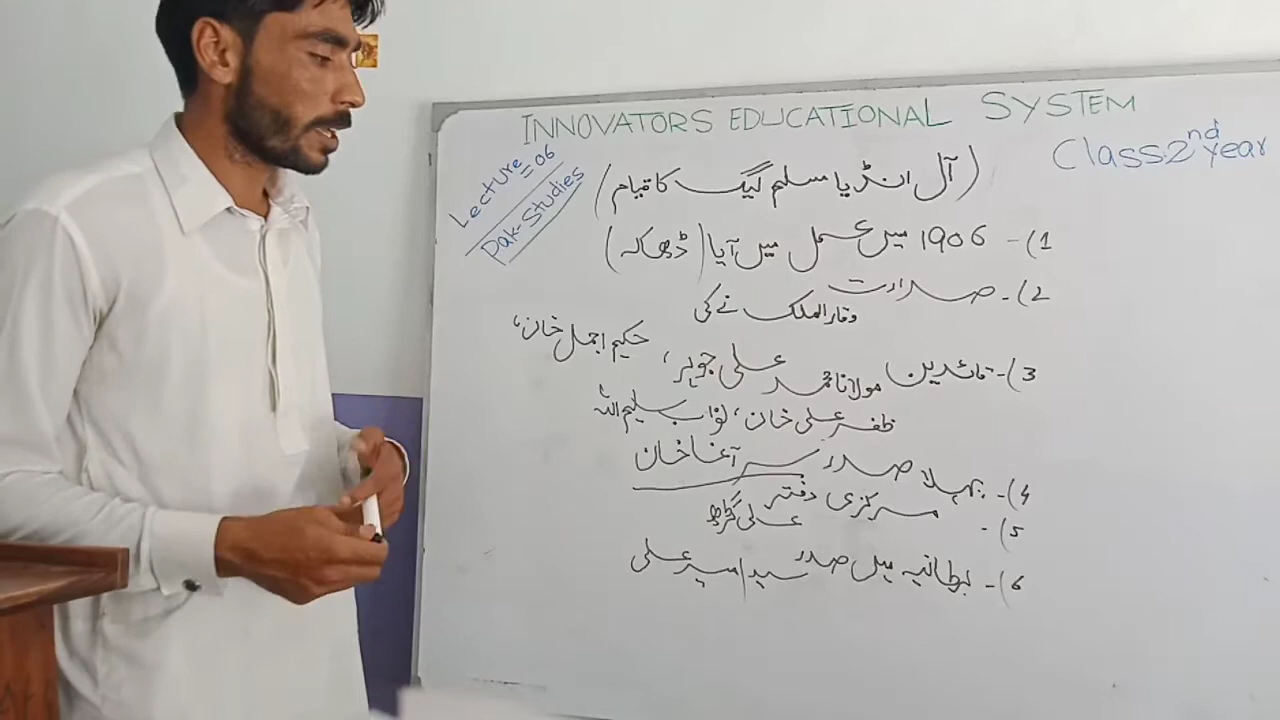 INNOVATORS EDUCATIONAL SYSTEM
Class:2nd year
Lecture=06
Pak-Studies
(آل انڈیا مسلم لیگ کا قیام)
1)- 1906 میں عمل میں آیا (ڈھاکہ)
2)- صدارت وقارالملک نے کی
3)- قائدین مولانا محمد علی جوہر، حکیم اجمل خان،
ظفر علی خان، نواب سلیم اللہ
4)- پہلا صدر سر آغا خان
5)- مرکزی دفتر علی گڑھ
6)- برطانیہ میں صدر سید امیر علی